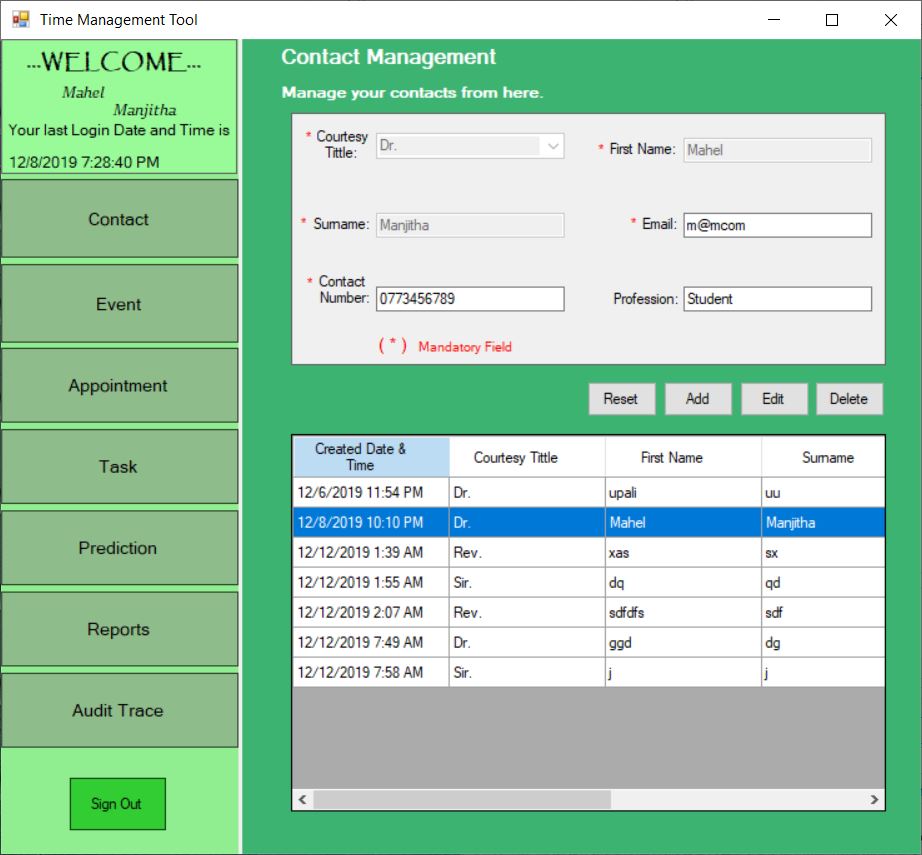 Time Management Tool
...WELCOME...
Mahel
Manjitha
Your last Login Date and Time is
12/8/2019 7:28:40 PM
Contact
Event
Appointment
Task
Prediction
Reports
Audit Trace
Sign Out
Contact Management
Manage your contacts from here.
* Courtesy
Tittle:
Dr.
* First Name: Mahel
* Surname: Manjitha
* Email: m@mcom
* Contact
Number: 0773456789
Profession: Student
( * ) Mandatory Field
Reset Add Edit Delete
Created Date &
Time
Courtesy Tittle First Name Surname
12/6/2019 11:54 PM Dr. upali uu
12/8/2019 10:10 PM Dr. Mahel Manjitha
12/12/2019 1:39 AM Rev. xas sx
12/12/2019 1:55 AM Sir. dq qd
12/12/2019 2:07 AM Rev. sdfdfs sdf
12/12/2019 7:49 AM Dr. ggd dg
12/12/2019 7:58 AM Sir. j j